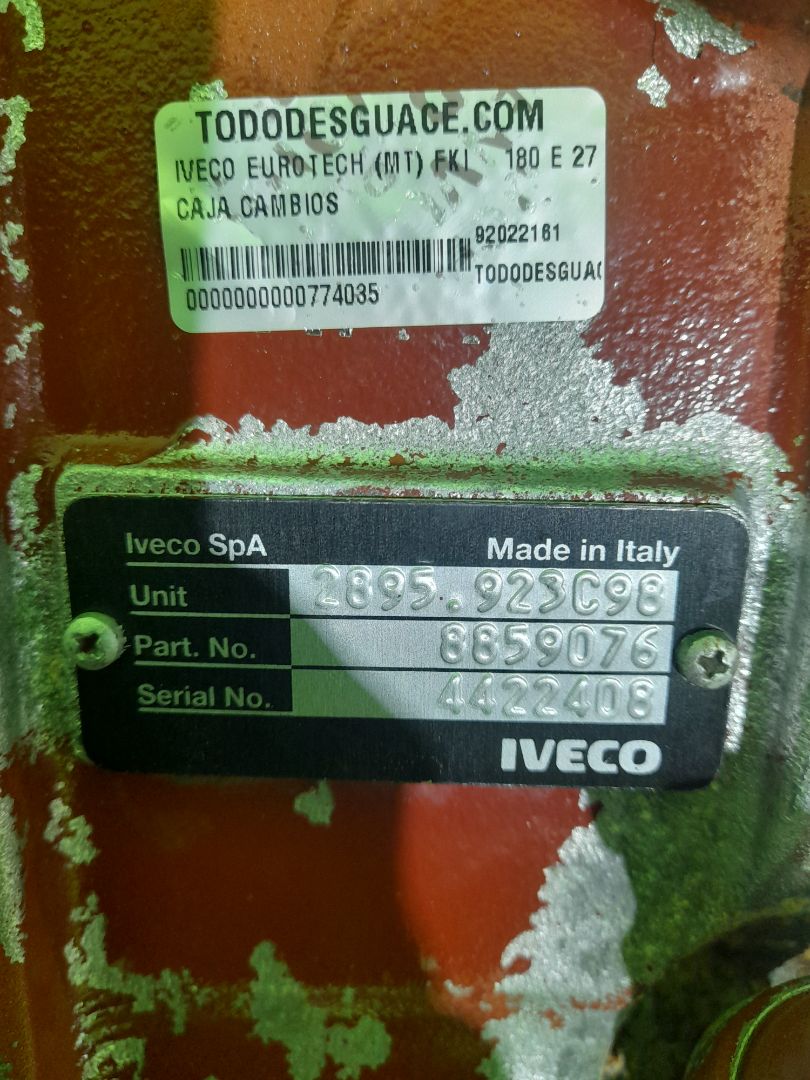 TODODESGUACE.COM
IVECO EUROTECH (MT) FKI 180 E 27
CAJA CAMBIOS
92022161
TODODESGUAC
0000000000774035
Iveco SpA Made in Italy
Unit 2895.923C98
Part. No. 8859076
Serial No. 4422408
IVECO